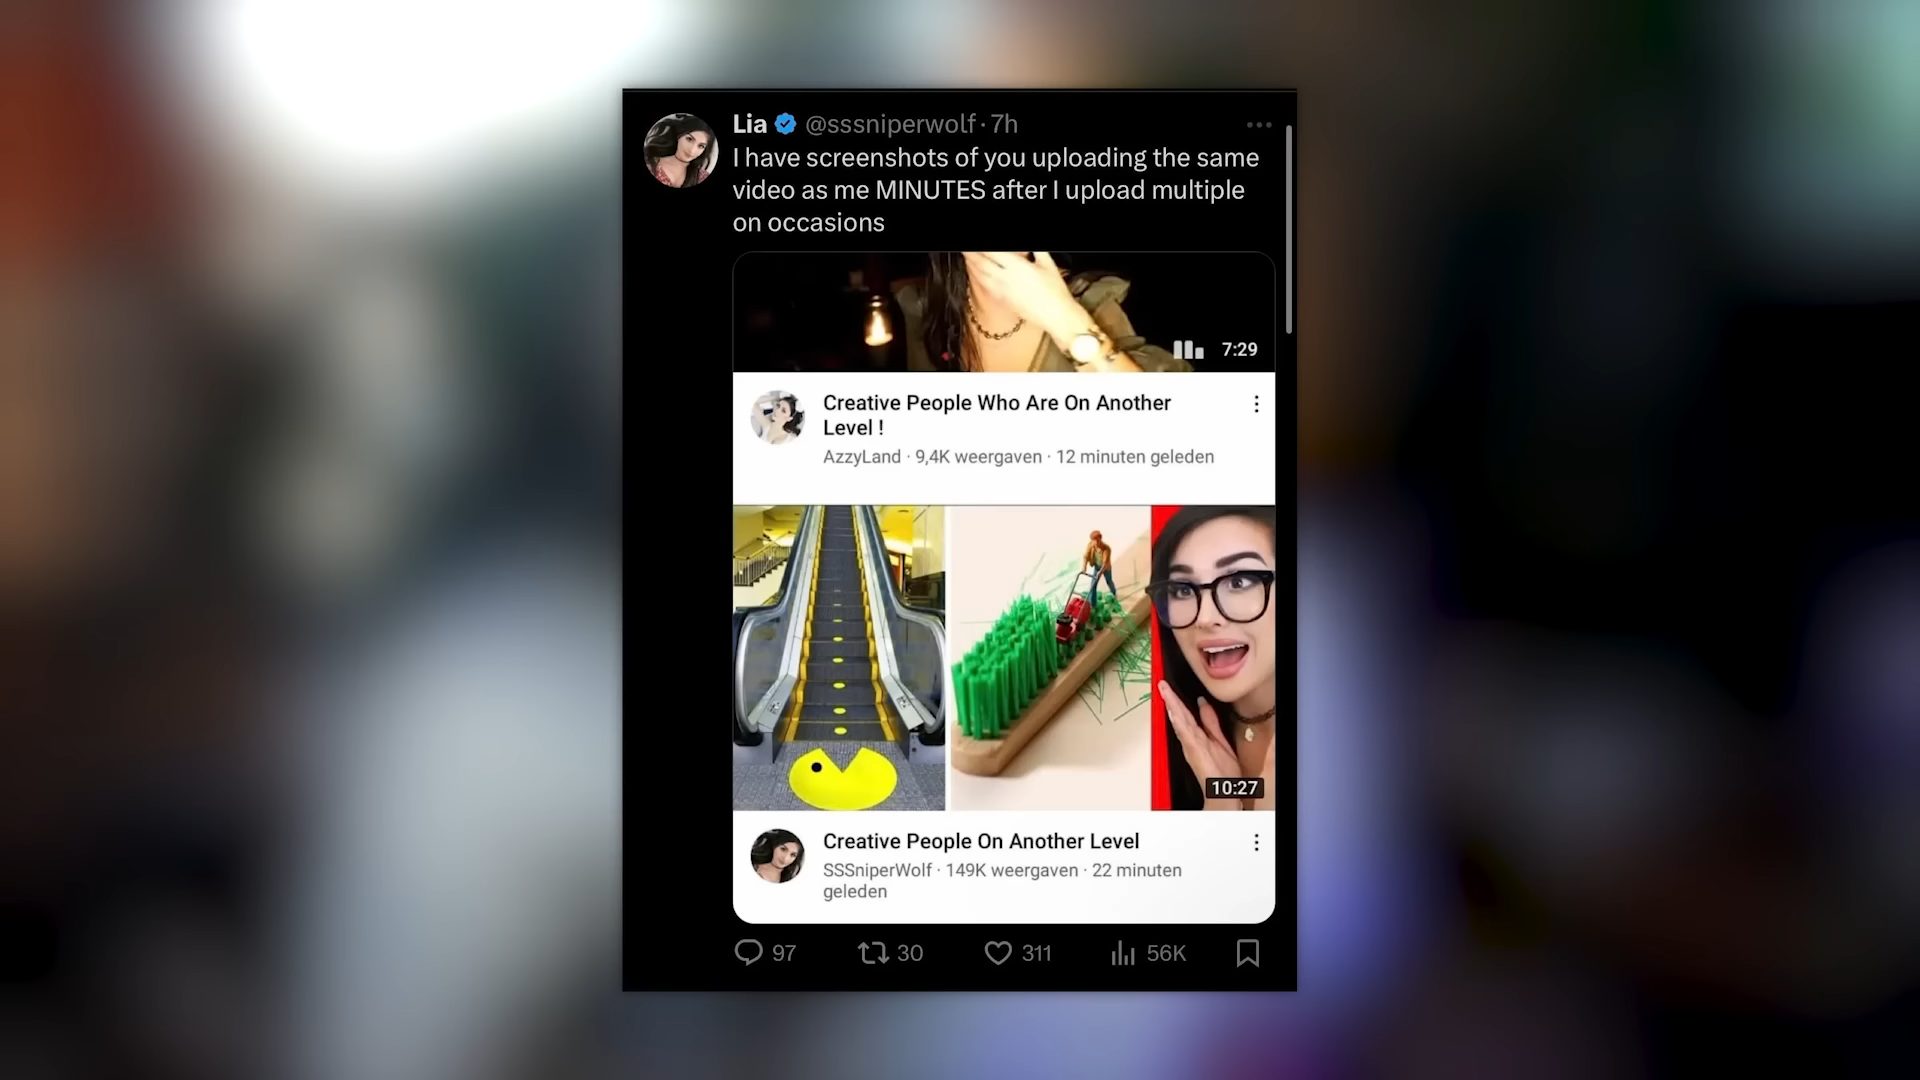 Lia @sssniperwolf · 7h
I have screenshots of you uploading the same
video as me MINUTES after I upload multiple
on occasions
7:29
Creative People Who Are On Another
Level !
AzzyLand · 9,4K weergaven · 12 minuten geleden
10:27
Creative People On Another Level
SSSniperWolf · 149K weergaven · 22 minuten
geleden
97 30 311 56K